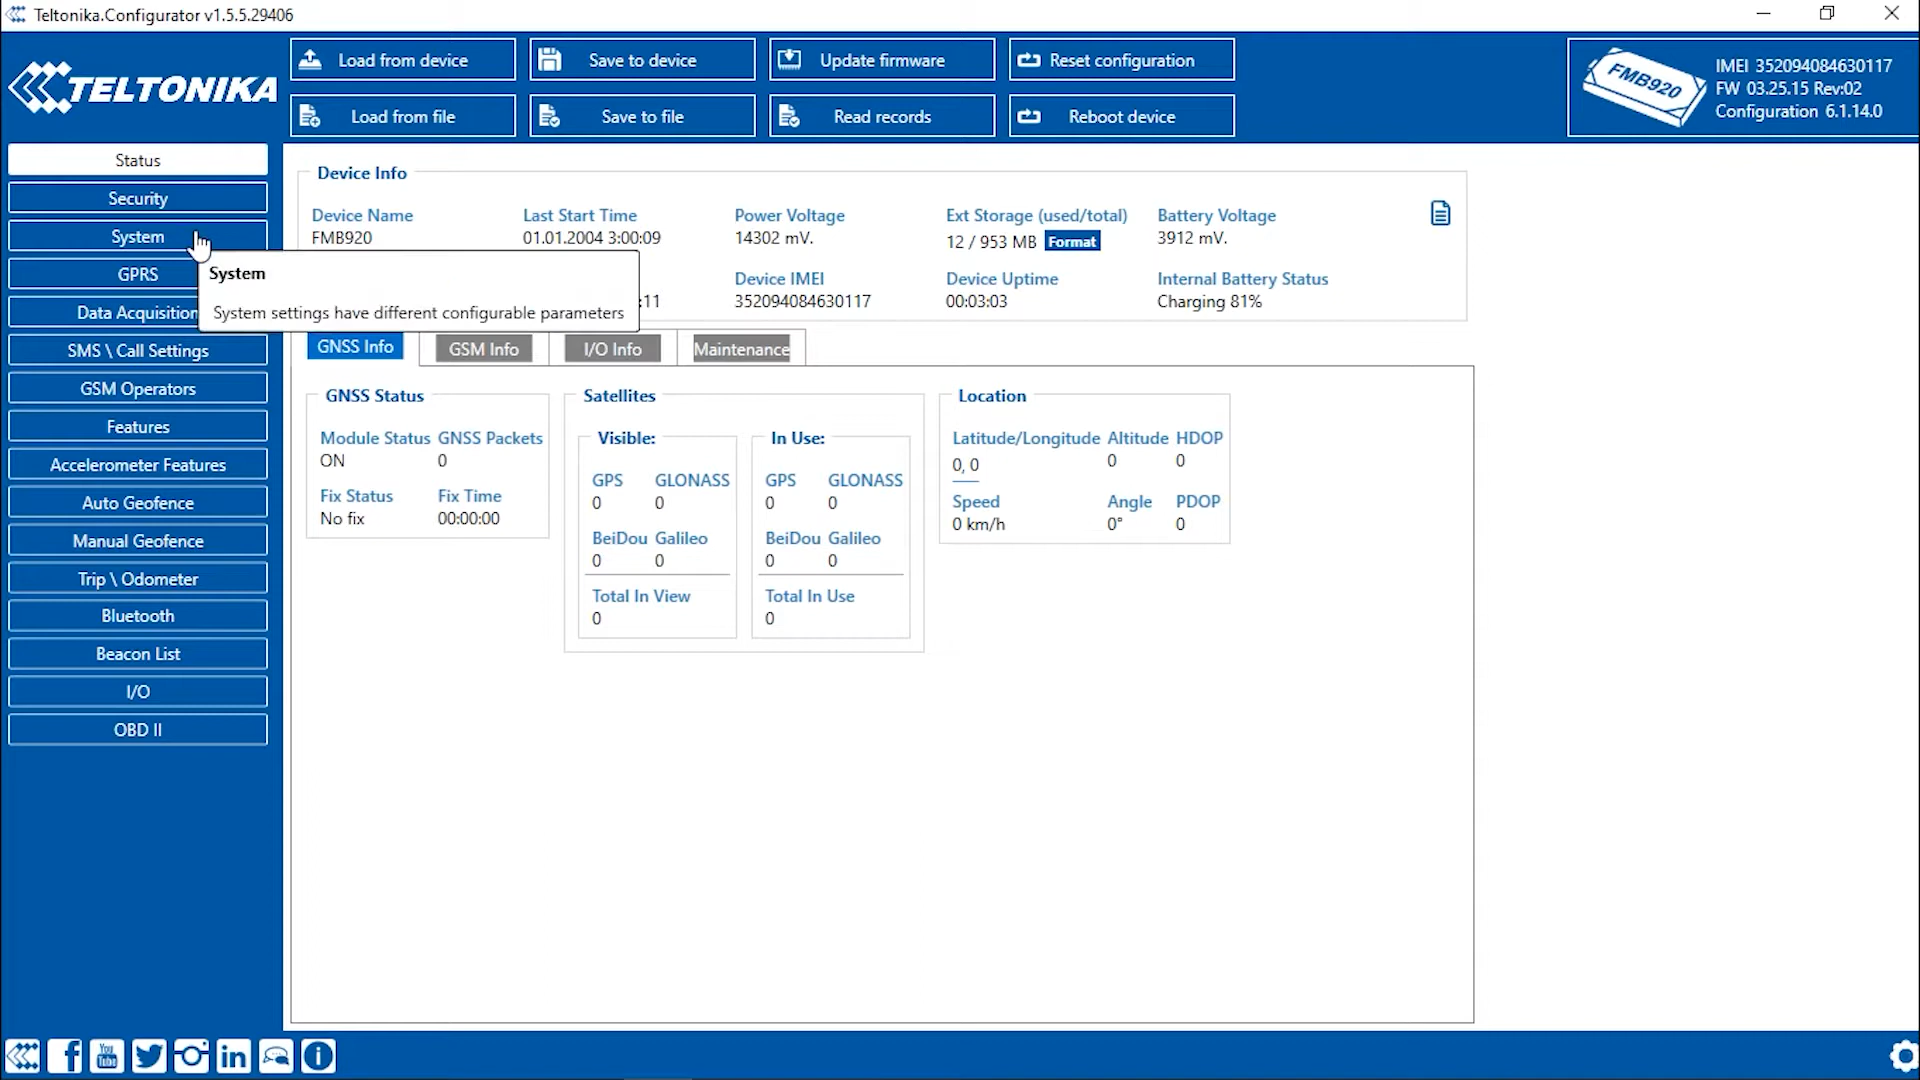 Teltonika.Configurator v1.5.5.29406
TELTONIKA
Load from device
Save to device
Update firmware
Reset configuration
Load from file
Save to file
Read records
Reboot device
FMB920
IMEI 352094084630117
FW 03.25.15 Rev:02
Configuration 6.1.14.0
Status
Security
System
GPRS
Data Acquisition
SMS \ Call Settings
GSM Operators
Features
Accelerometer Features
Auto Geofence
Manual Geofence
Trip \ Odometer
Bluetooth
Beacon List
I/O
OBD II
Device Info
Device Name
FMB920
Last Start Time
01.01.2004 3:00:09
Power Voltage
14302 mV.
Ext Storage (used/total)
12 / 953 MB Format
Battery Voltage
3912 mV.
System
System settings have different configurable parameters
:11
Device IMEI
352094084630117
Device Uptime
00:03:03
Internal Battery Status
Charging 81%
GNSS Info
GSM Info
I/O Info
Maintenance
GNSS Status
Module Status GNSS Packets
ON 0
Fix Status Fix Time
No fix 00:00:00
Satellites
Visible:
GPS GLONASS
0 0
BeiDou Galileo
0 0
Total In View
0
In Use:
GPS GLONASS
0 0
BeiDou Galileo
0 0
Total In Use
0
Location
Latitude/Longitude Altitude HDOP
0, 0 0 0
Speed Angle PDOP
0 km/h 0° 0
f You Tube in i